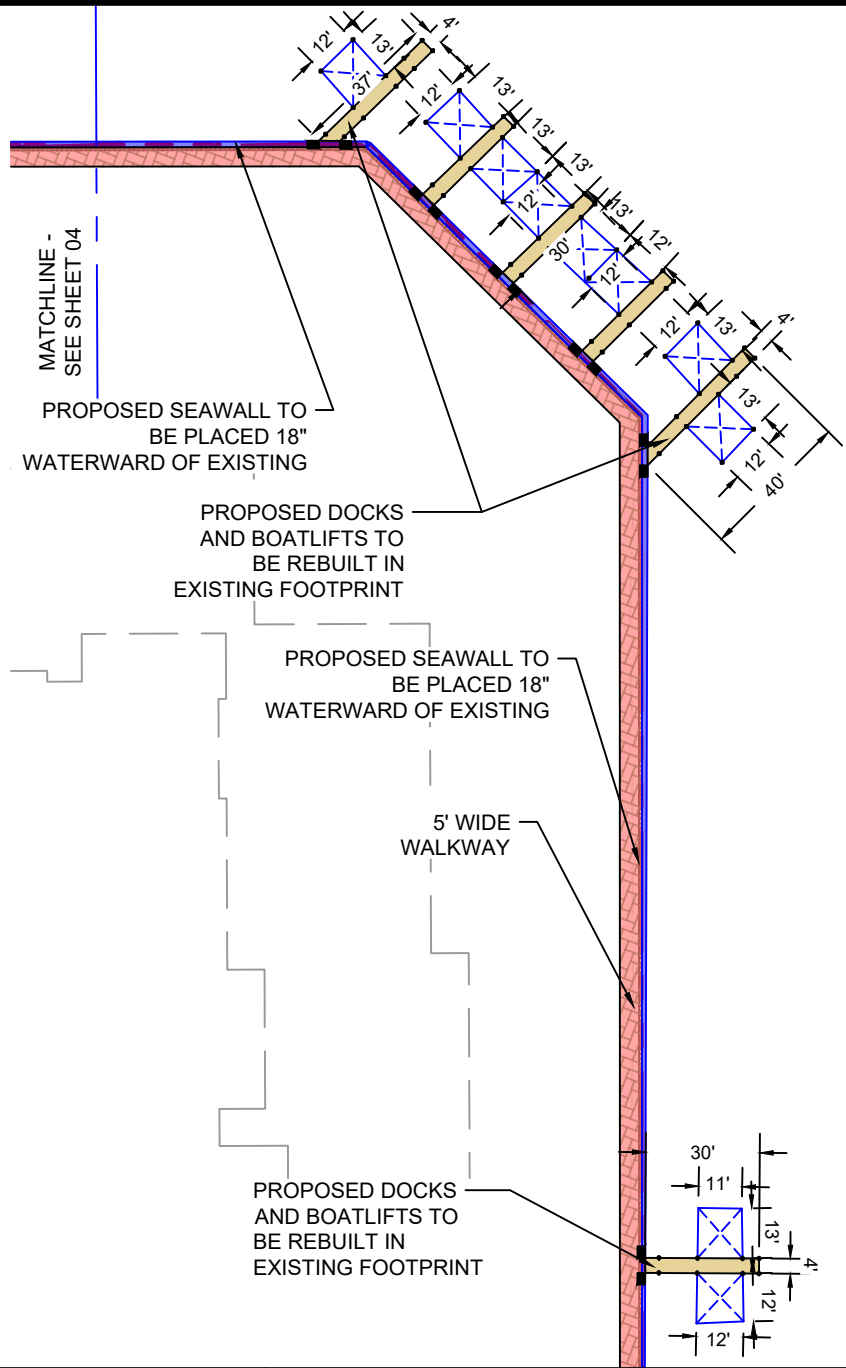 12'
13'
37'
4'
12'
13'
13'
13'
12'
13'
30'
12'
12'
12'
13'
4'
13'
12'
40'
MATCHLINE -
SEE SHEET 04
PROPOSED SEAWALL TO
BE PLACED 18"
WATERWARD OF EXISTING
PROPOSED DOCKS
AND BOATLIFTS TO
BE REBUILT IN
EXISTING FOOTPRINT
PROPOSED SEAWALL TO
BE PLACED 18"
WATERWARD OF EXISTING
5' WIDE
WALKWAY
PROPOSED DOCKS
AND BOATLIFTS TO
BE REBUILT IN
EXISTING FOOTPRINT
30'
11'
13'
4'
12'
12'